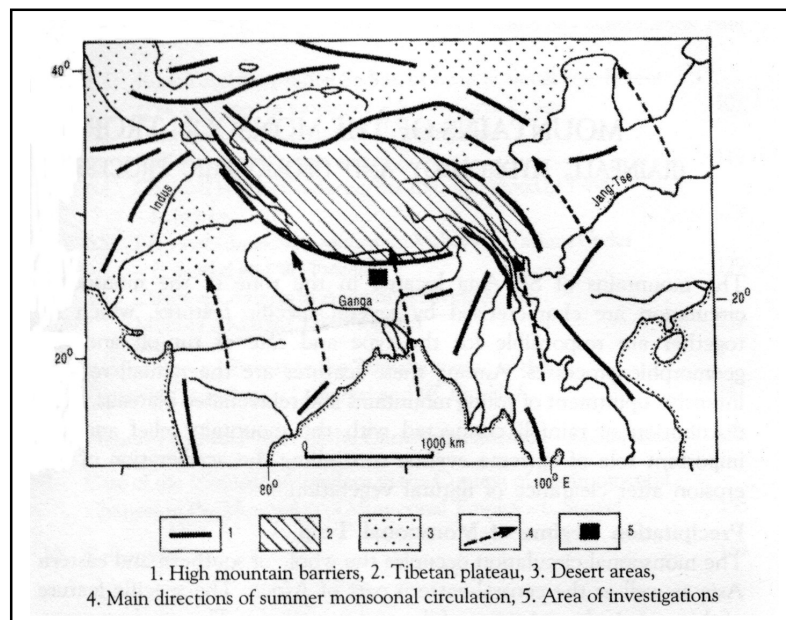 40°
40°
Indus
Jang-Tse
Ganga
20°
20°
1000 km
80°
100° E
1 2 3 4 5
1. High mountain barriers, 2. Tibetan plateau, 3. Desert areas,
4. Main directions of summer monsoonal circulation, 5. Area of investigations